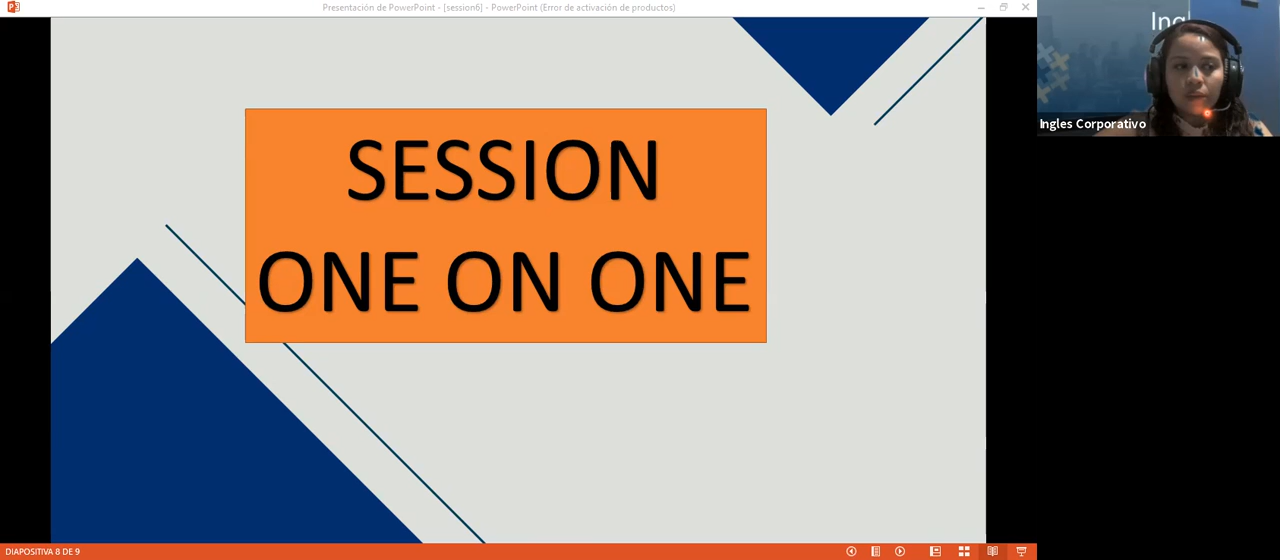 Presentación de PowerPoint - [session6] - PowerPoint (Error de activación de productos)
Ingles Corporativo
SESSION
ONE ON ONE
DIAPOSITIVA 8 DE 9